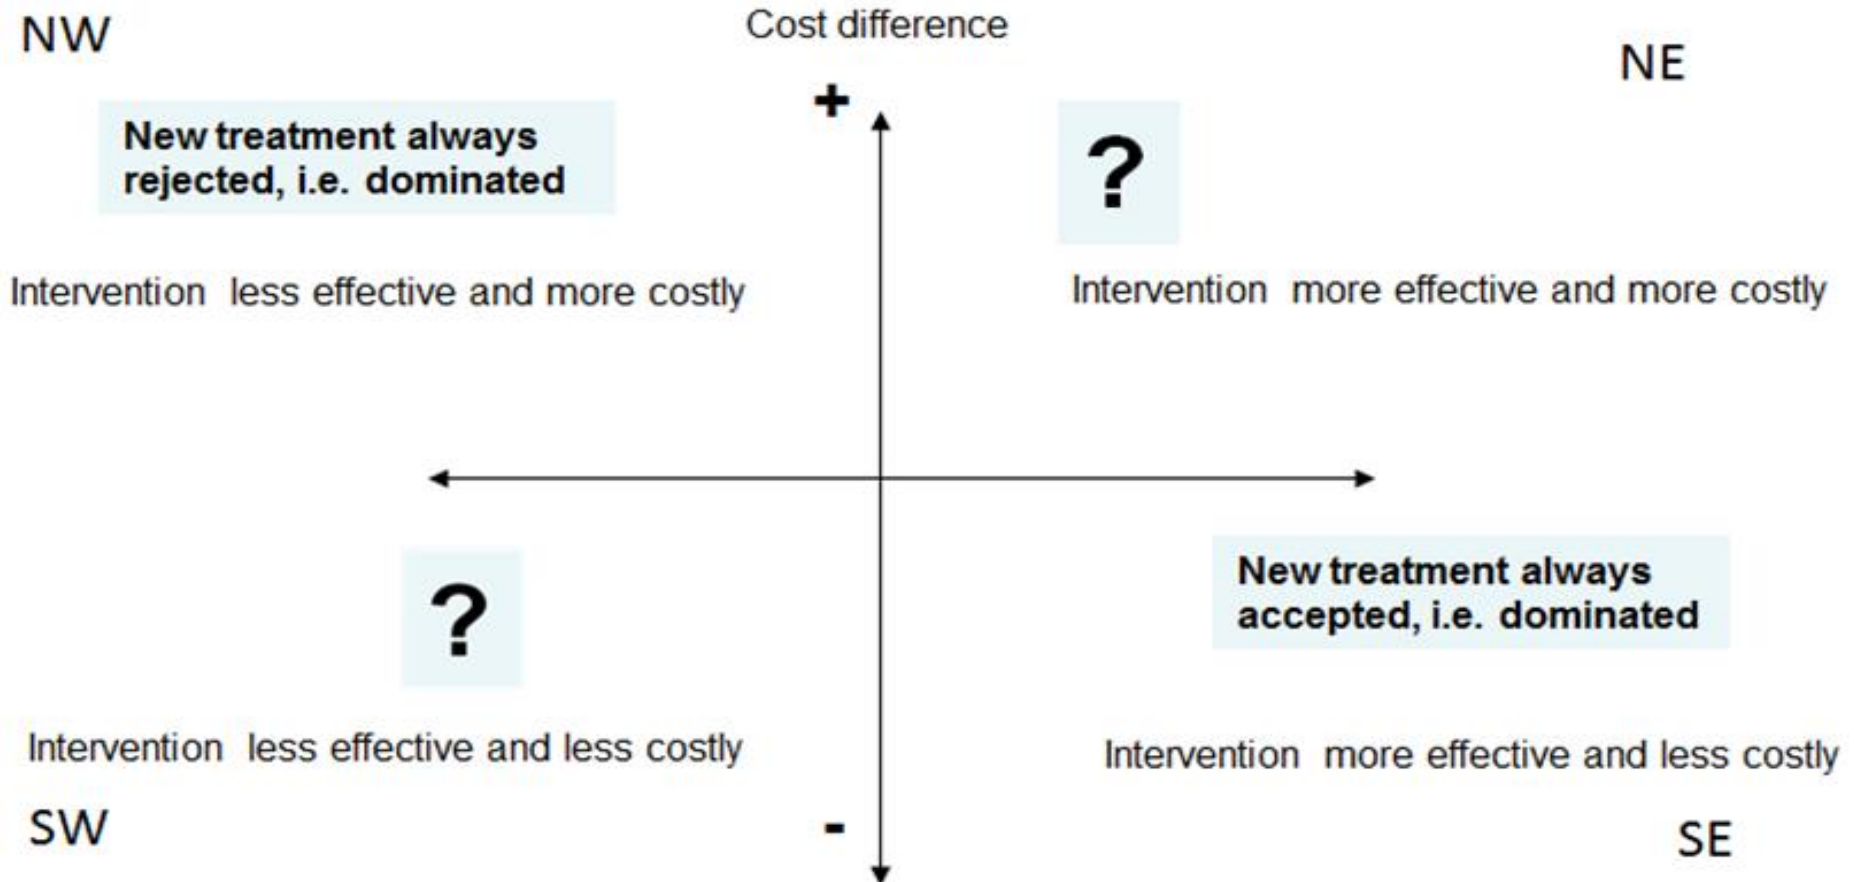 NW
Cost difference
NE
+
New treatment always
rejected, i.e. dominated
?
Intervention less effective and more costly
Intervention more effective and more costly
?
New treatment always
accepted, i.e. dominated
Intervention less effective and less costly
Intervention more effective and less costly
SW
-
SE